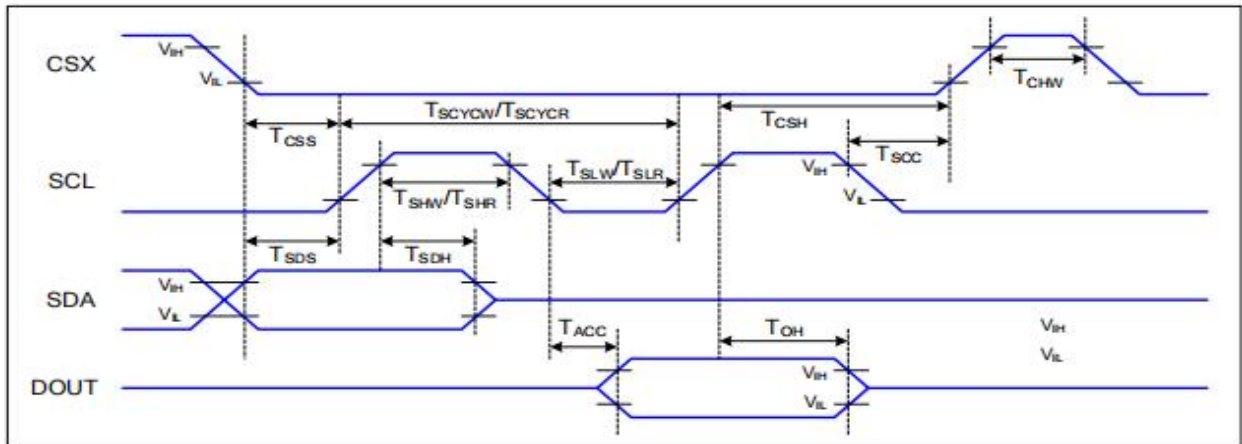 CSX
VIH
VIL
TCHW
TSCYCW/TSCYCR
TCSS
TCSH
TSCC
SCL
TSLW/TSLR
VIH
TSHW/TSHR
VIL
TSDS
TSDH
SDA
VIH
VIL
TACC
TOH
VIH
VIL
DOUT
VIH
VIL